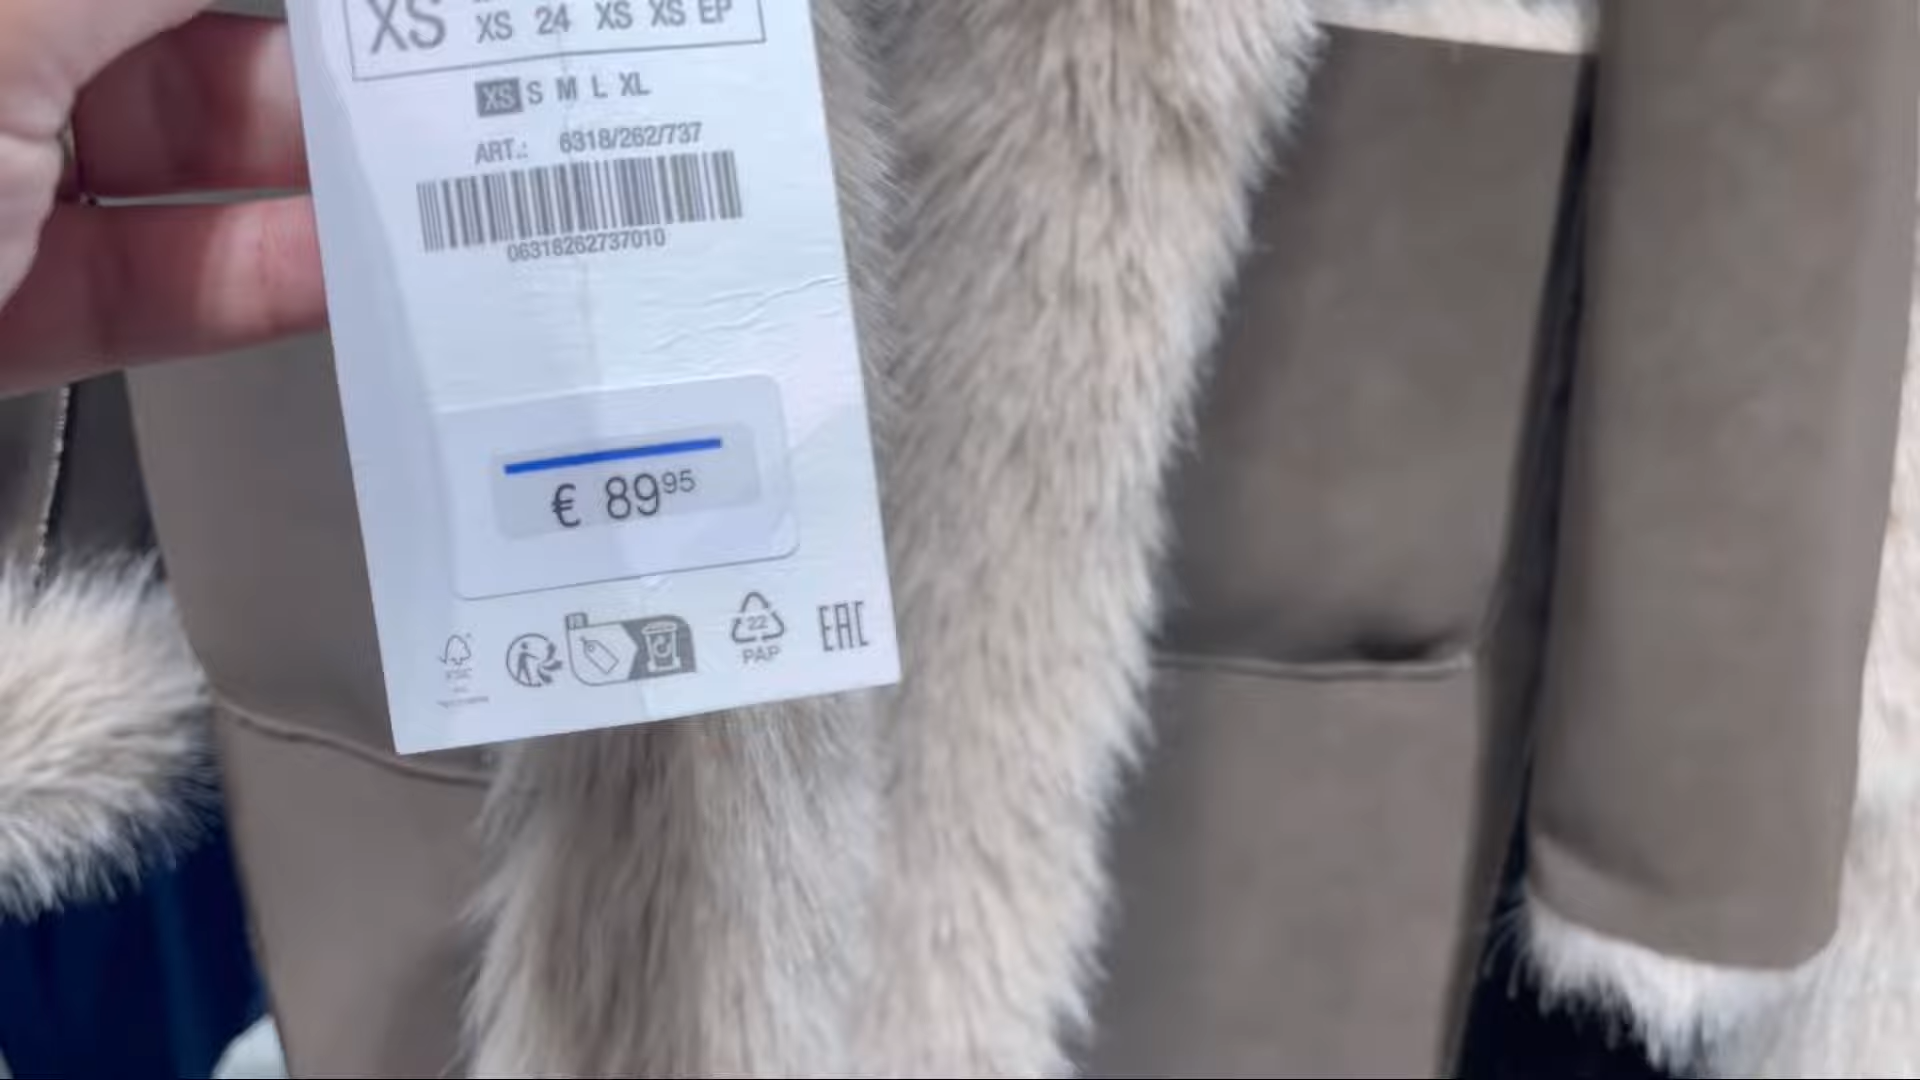 XS
XS 24 XS XS EP
XS S M L XL
ART.: 6318/262/737
06318262737010
€ 89⁹⁵
22
PAP
EAC